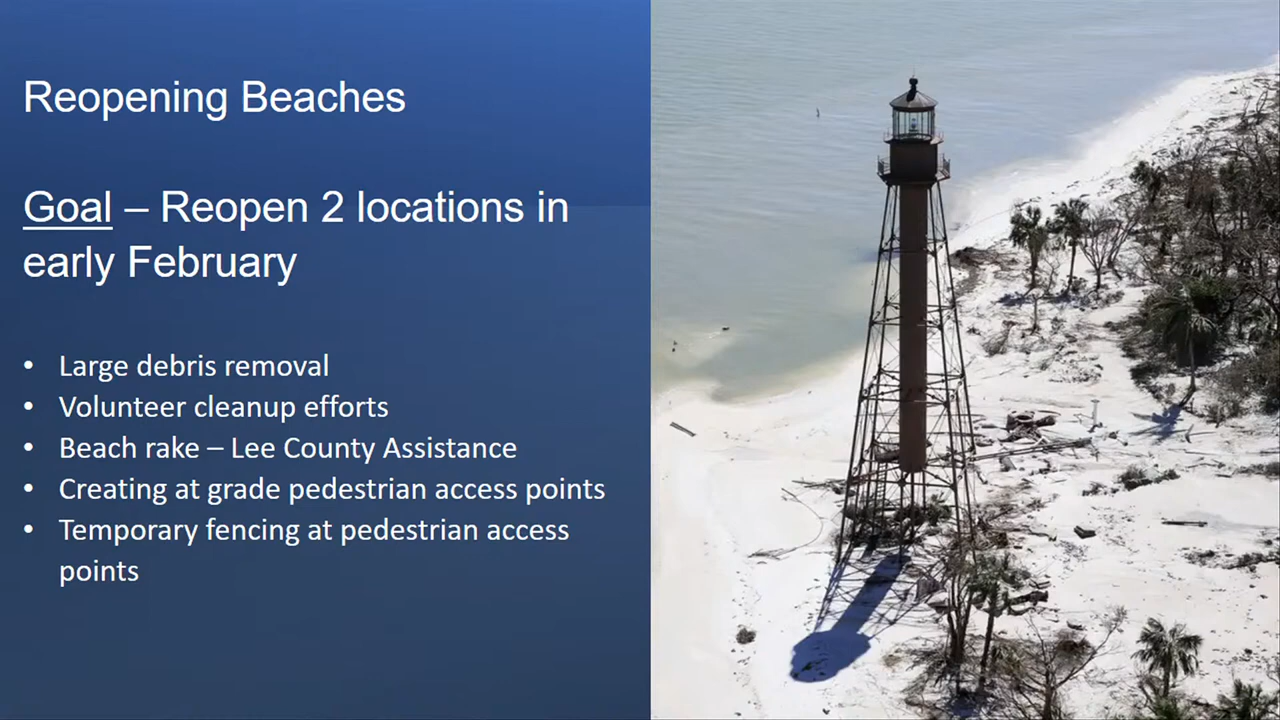 Reopening Beaches
Goal – Reopen 2 locations in
early February
• Large debris removal
• Volunteer cleanup efforts
• Beach rake – Lee County Assistance
• Creating at grade pedestrian access points
• Temporary fencing at pedestrian access
points